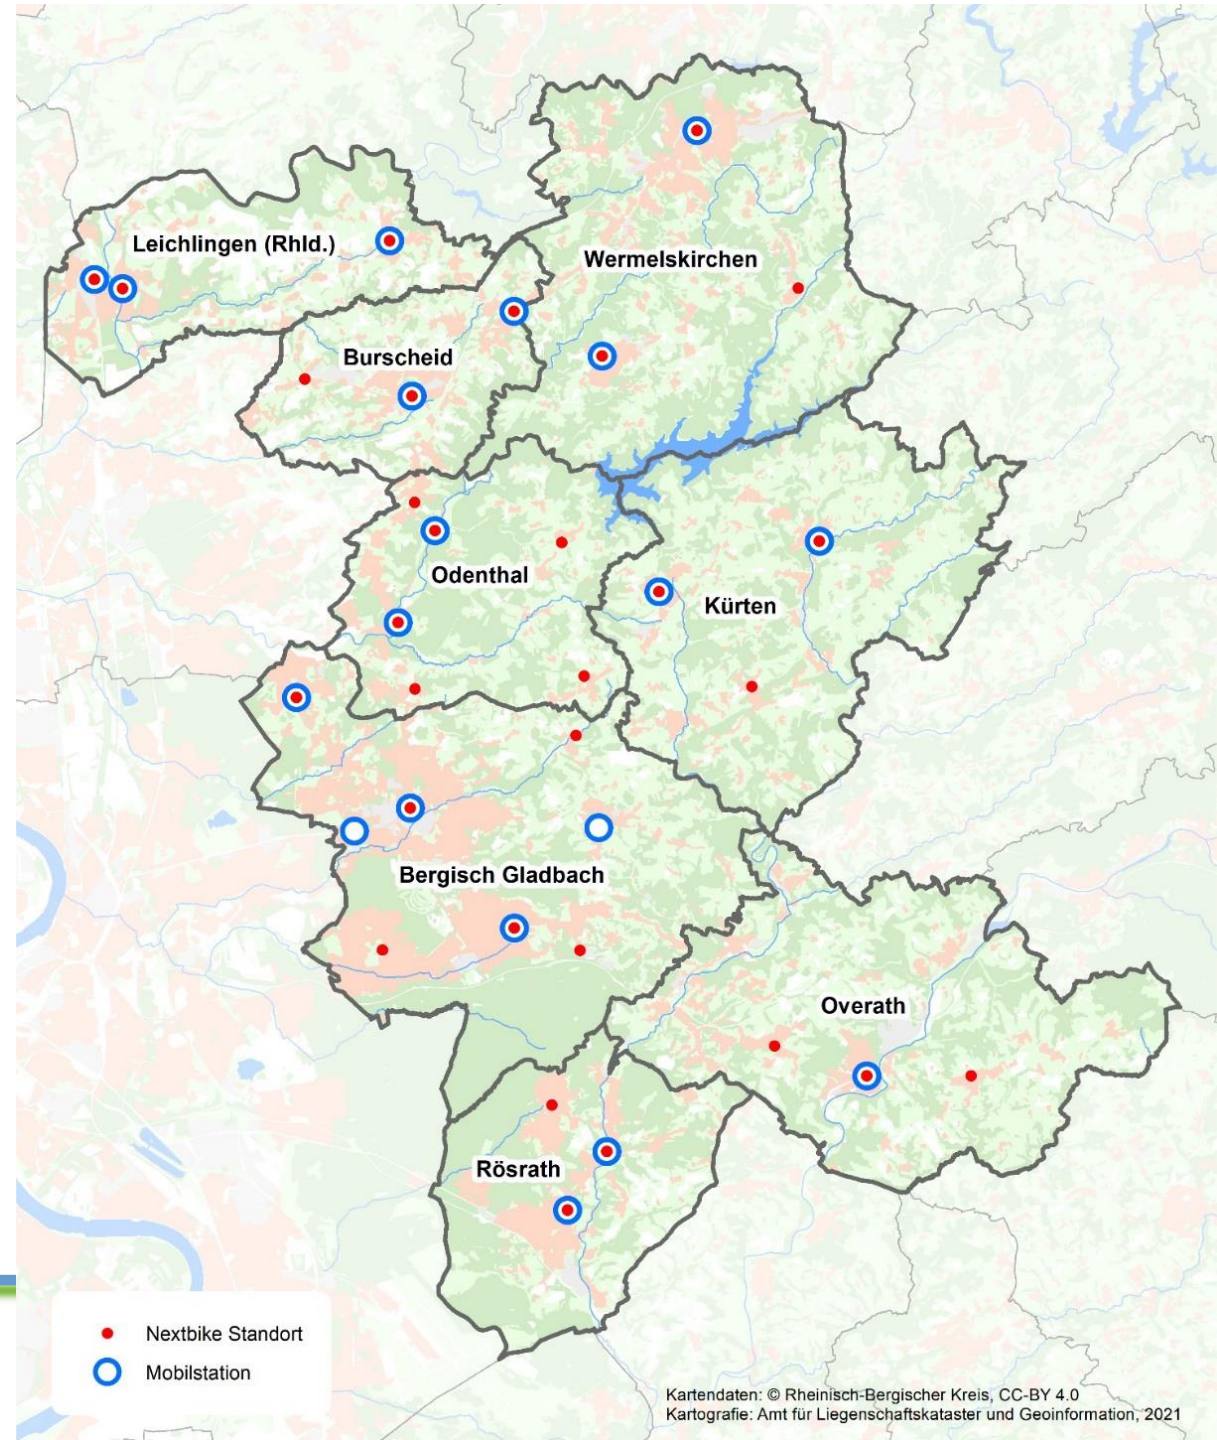 Leichlingen (Rhld.)
Wermelskirchen
Burscheid
Odenthal
Kürten
Bergisch Gladbach
Overath
Rösrath
Nextbike Standort
Mobilstation
Kartendaten: © Rheinisch-Bergischer Kreis, CC-BY 4.0
Kartografie: Amt für Liegenschaftskataster und Geoinformation, 2021